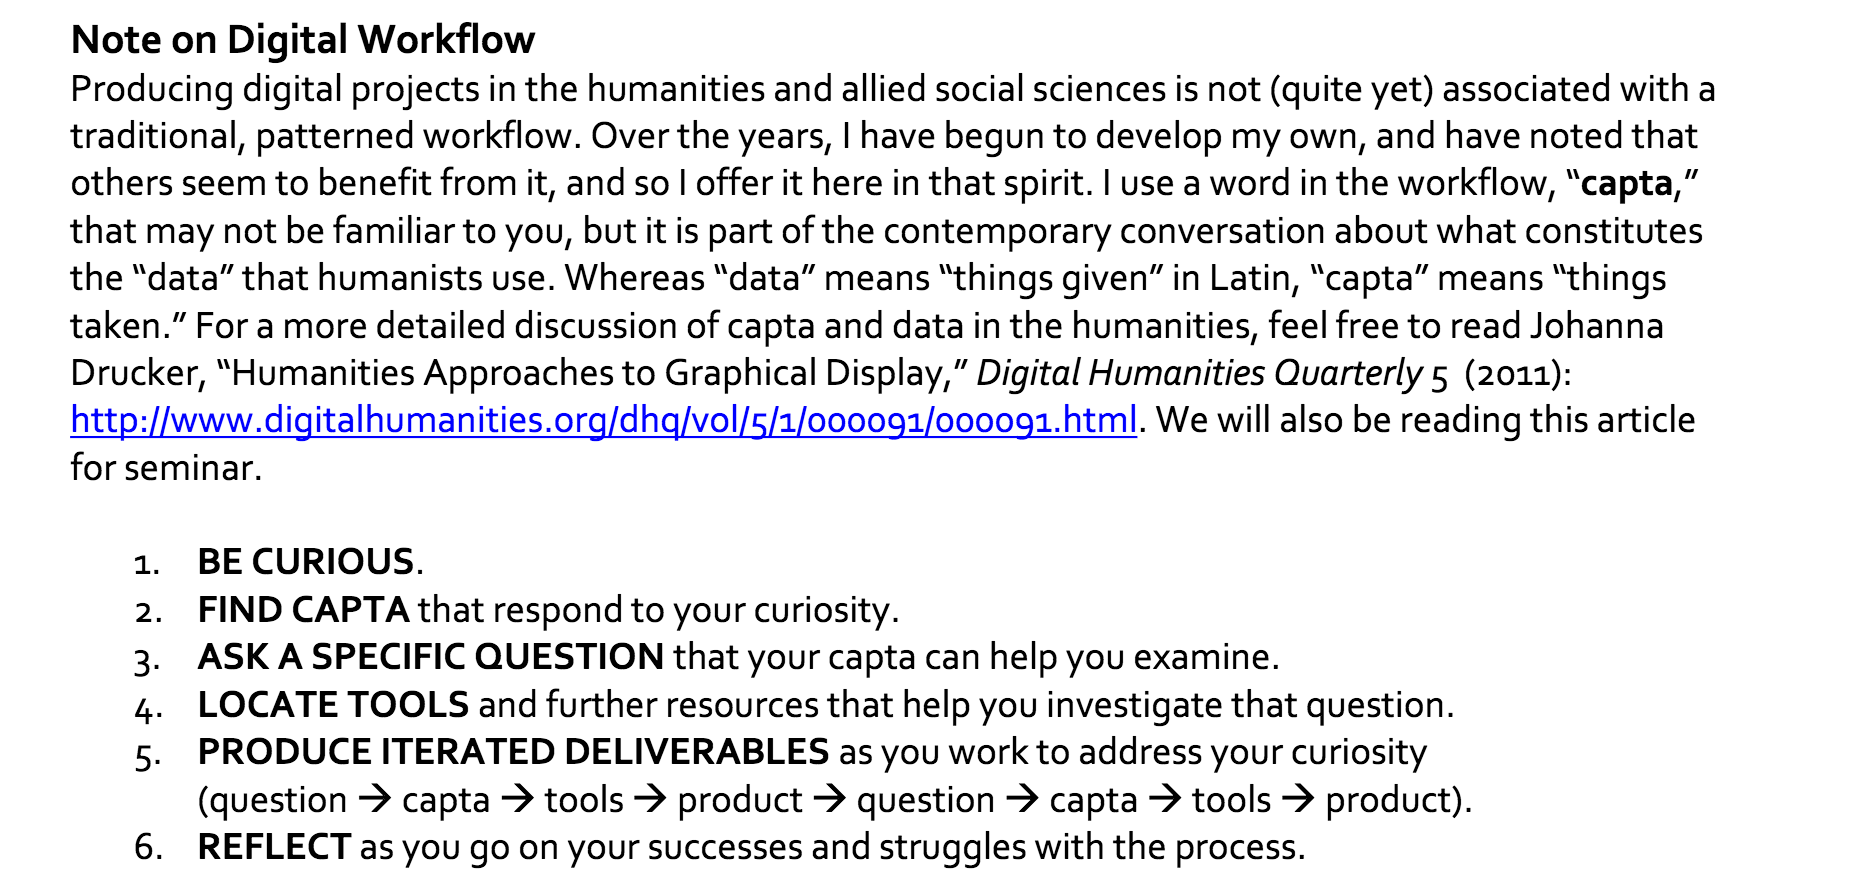 Note on Digital Workflow
Producing digital projects in the humanities and allied social sciences is not (quite yet) associated with a
traditional, patterned workflow. Over the years, I have begun to develop my own, and have noted that
others seem to benefit from it, and so I offer it here in that spirit. I use a word in the workflow, “capta,”
that may not be familiar to you, but it is part of the contemporary conversation about what constitutes
the “data” that humanists use. Whereas “data” means “things given” in Latin, “capta” means “things
taken.” For a more detailed discussion of capta and data in the humanities, feel free to read Johanna
Drucker, “Humanities Approaches to Graphical Display,” Digital Humanities Quarterly 5 (2011):
http://www.digitalhumanities.org/dhq/vol/5/1/000091/000091.html. We will also be reading this article
for seminar.
1. BE CURIOUS.
2. FIND CAPTA that respond to your curiosity.
3. ASK A SPECIFIC QUESTION that your capta can help you examine.
4. LOCATE TOOLS and further resources that help you investigate that question.
5. PRODUCE ITERATED DELIVERABLES as you work to address your curiosity
(question → capta → tools → product → question → capta → tools → product).
6. REFLECT as you go on your successes and struggles with the process.